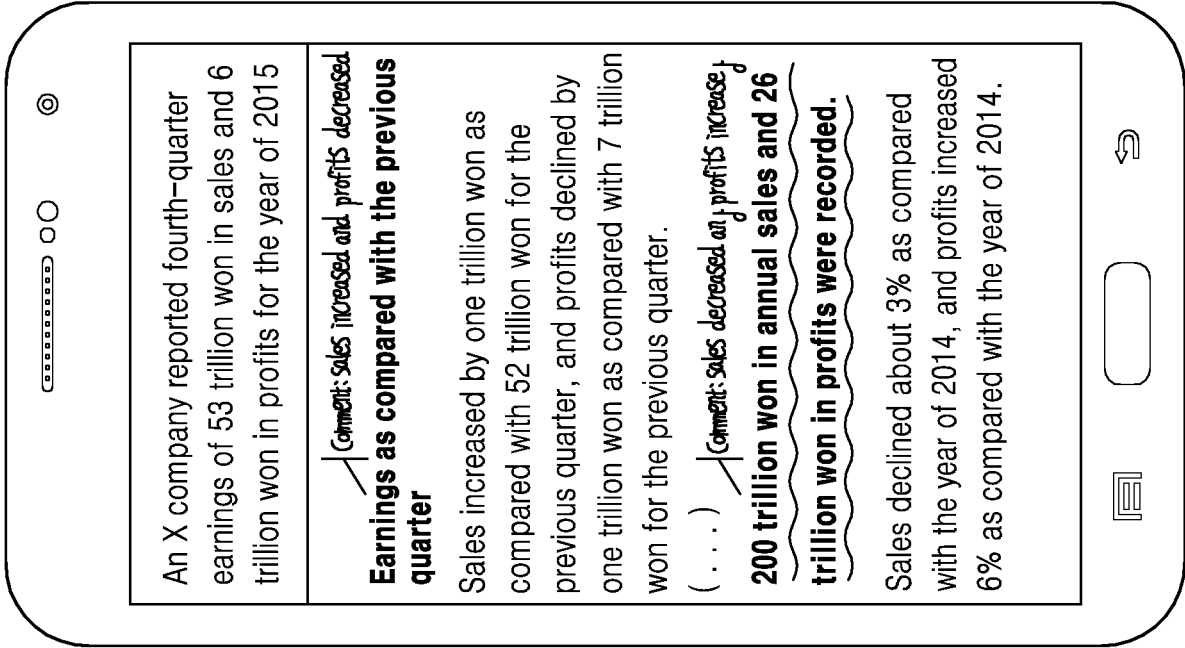 An X company reported fourth-quarter
earnings of 53 trillion won in sales and 6
trillion won in profits for the year of 2015
Comment: sales increased and profits decreased
Earnings as compared with the previous
quarter
Sales increased by one trillion won as
compared with 52 trillion won for the
previous quarter, and profits declined by
one trillion won as compared with 7 trillion
won for the previous quarter.
(...)
Comment: sales decreased and profits increase
200 trillion won in annual sales and 26
trillion won in profits were recorded.
Sales declined about 3% as compared
with the year of 2014, and profits increased
6% as compared with the year of 2014.